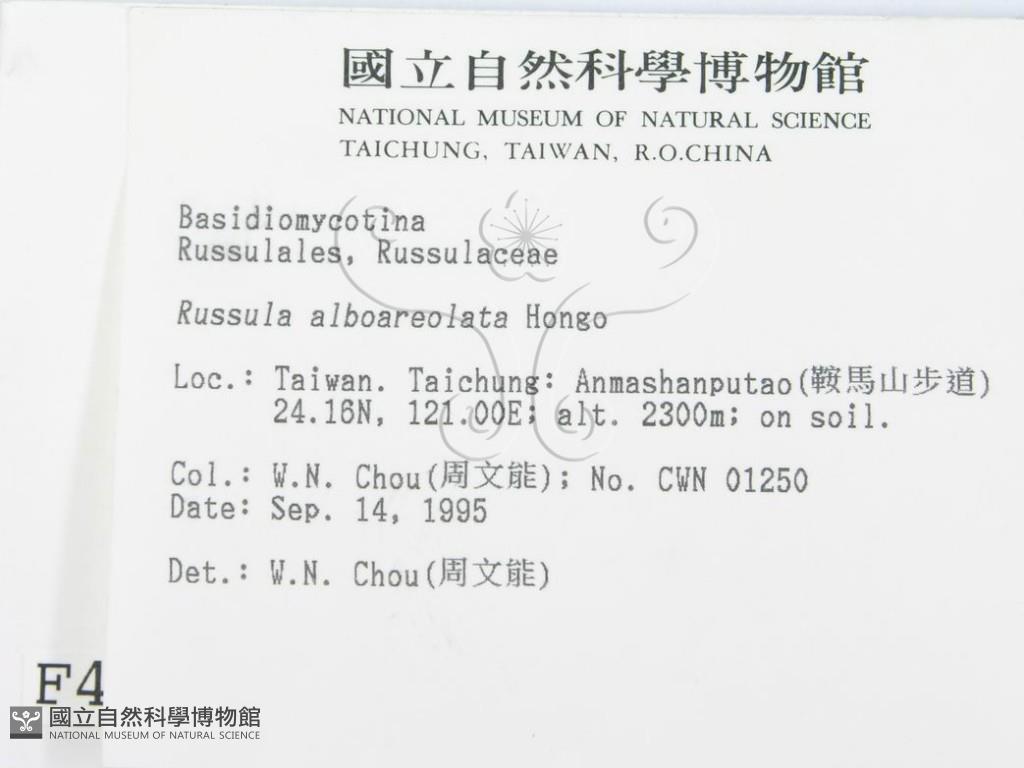 國立自然科學博物館
NATIONAL MUSEUM OF NATURAL SCIENCE
TAICHUNG, TAIWAN, R.O.CHINA
Basidiomycotina
Russulales, Russulaceae
Russula alboareolata Hongo
Loc.: Taiwan. Taichung: Anmashanputao(鞍馬山步道)
24.16N, 121.00E; alt. 2300m; on soil.
Col.: W.N. Chou(周文能); No. CWN 01250
Date: Sep. 14, 1995
Det.: W.N. Chou(周文能)
F4
國立自然科學博物館
NATIONAL MUSEUM OF NATURAL SCIENCE